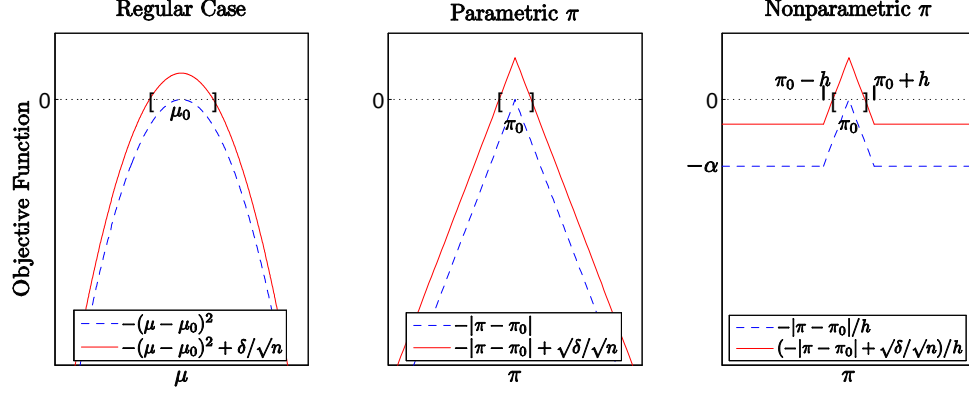 Regular Case
Parametric π
Nonparametric π
Objective Function
0
[ ]
μ₀
-(μ - μ₀)²
-(μ - μ₀)² + δ/√n
μ
0
[ ]
π₀
-|π - π₀|
-|π - π₀| + √δ/√n
π
π₀ - h
π₀ + h
0
[ ]
π₀
-α
-|π - π₀|/h
(-|π - π₀| + √δ/√n)/h
π